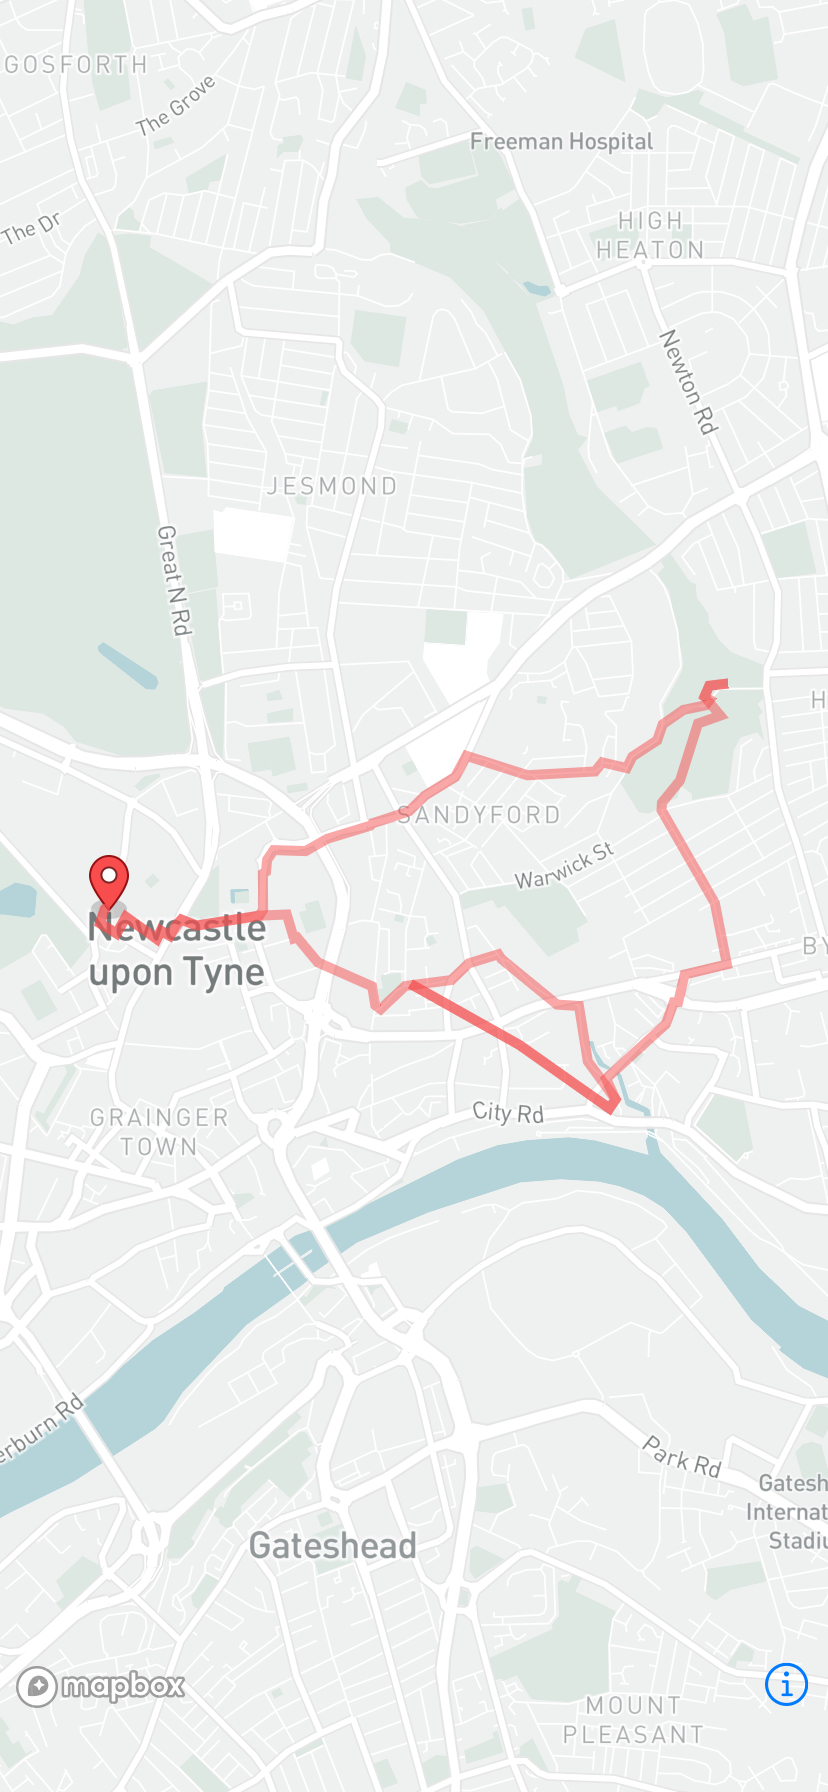 GOSFORTH
The Grove
Freeman Hospital
The Dr
HIGH
HEATON
Newton Rd
JESMOND
Great N Rd
H
SANDYFORD
Warwick St
Newcastle
upon Tyne
BY
City Rd
GRAINGER
TOWN
erburn Rd
Park Rd
Gatesh
Internat
Stadiu
Gateshead
mapbox
i
MOUNT
PLEASANT